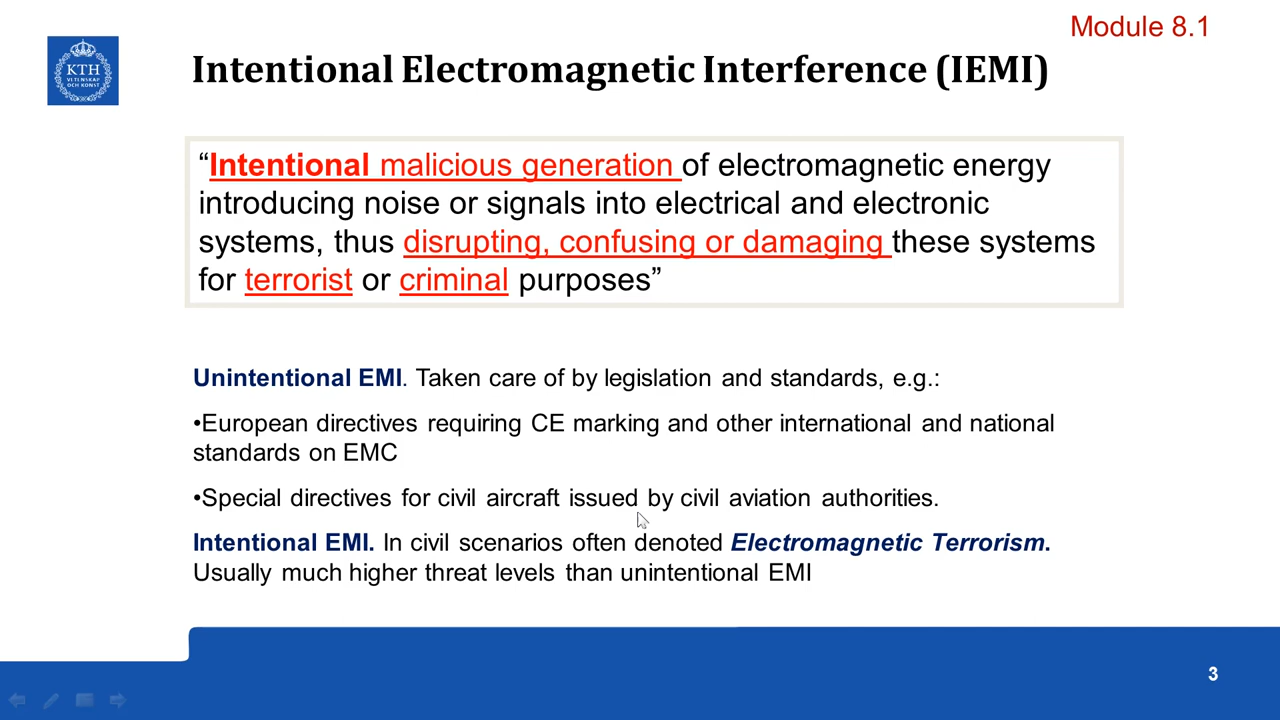 Module 8.1
KTH
VETENSKAP
OCH KONST
Intentional Electromagnetic Interference (IEMI)
“Intentional malicious generation of electromagnetic energy
introducing noise or signals into electrical and electronic
systems, thus disrupting, confusing or damaging these systems
for terrorist or criminal purposes”
Unintentional EMI. Taken care of by legislation and standards, e.g.:
•European directives requiring CE marking and other international and national
standards on EMC
•Special directives for civil aircraft issued by civil aviation authorities.
Intentional EMI. In civil scenarios often denoted Electromagnetic Terrorism.
Usually much higher threat levels than unintentional EMI
3